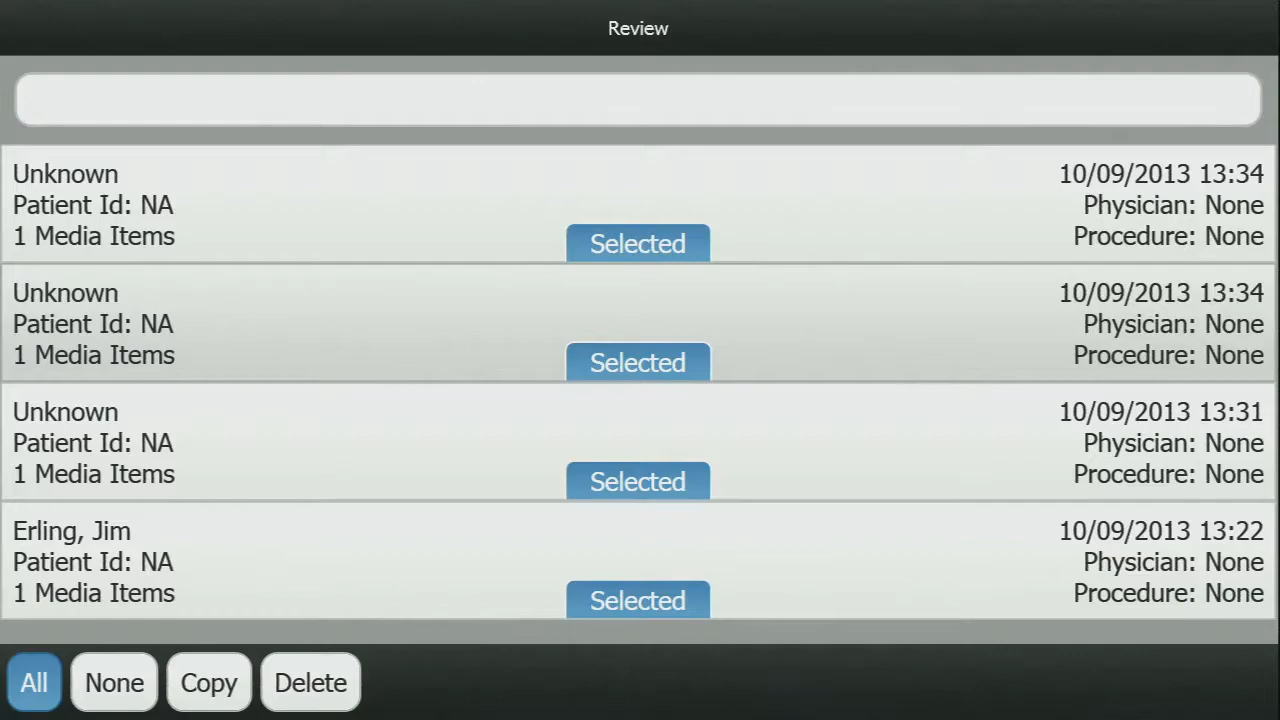 Review
Unknown 10/09/2013 13:34
Patient Id: NA Physician: None
1 Media Items Selected Procedure: None
Unknown 10/09/2013 13:34
Patient Id: NA Physician: None
1 Media Items Selected Procedure: None
Unknown 10/09/2013 13:31
Patient Id: NA Physician: None
1 Media Items Selected Procedure: None
Erling, Jim 10/09/2013 13:22
Patient Id: NA Physician: None
1 Media Items Selected Procedure: None
All None Copy Delete